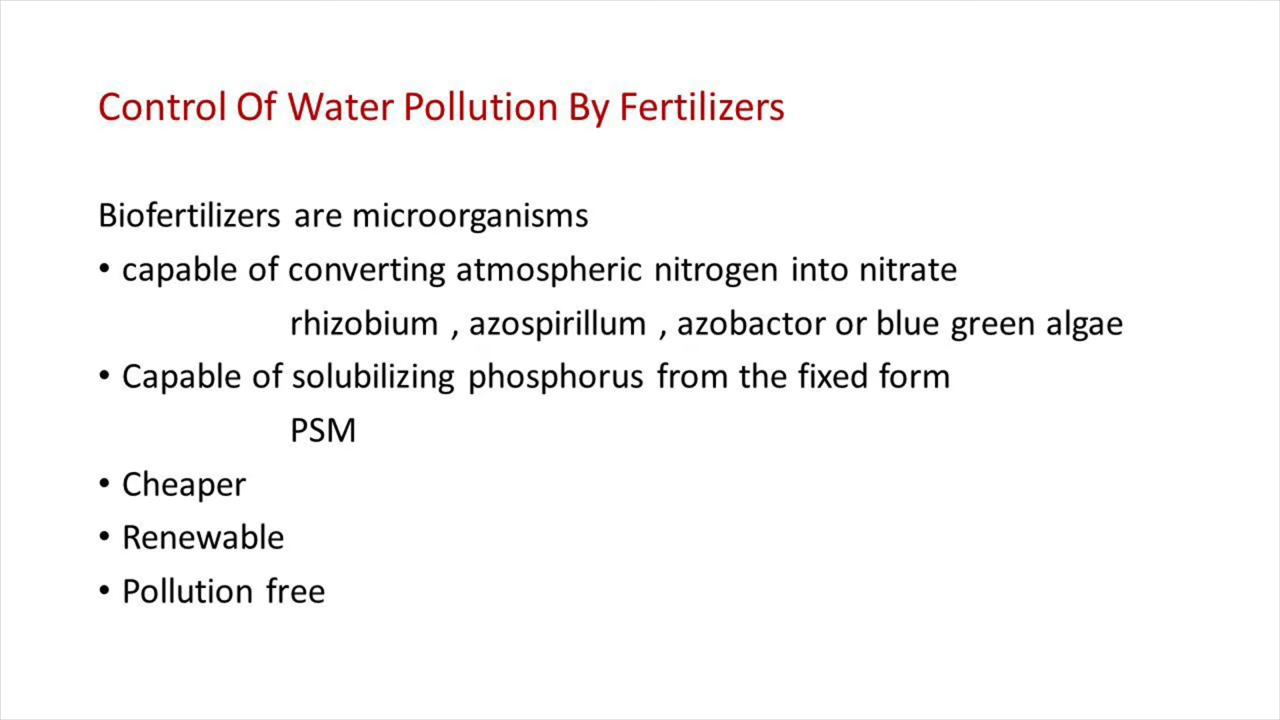 Control Of Water Pollution By Fertilizers
Biofertilizers are microorganisms
• capable of converting atmospheric nitrogen into nitrate
rhizobium , azospirillum , azobactor or blue green algae
• Capable of solubilizing phosphorus from the fixed form
PSM
• Cheaper
• Renewable
• Pollution free